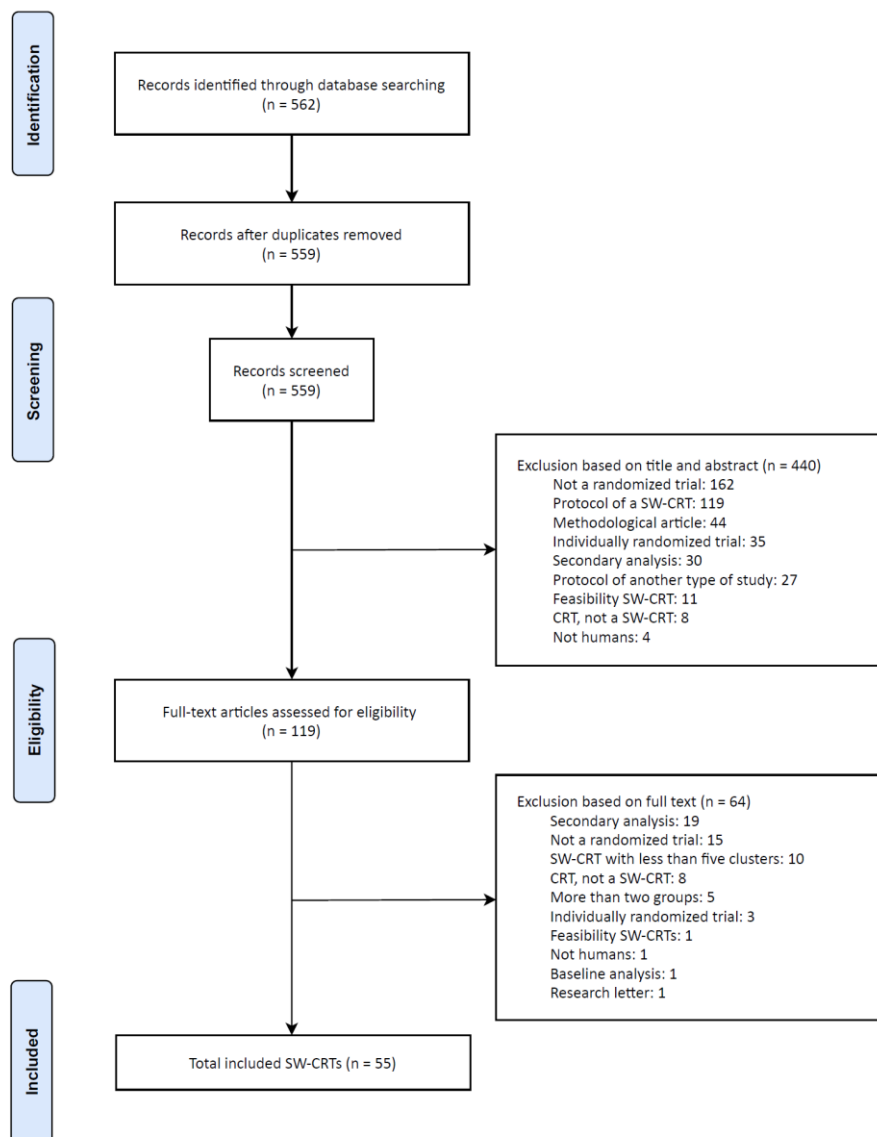 Identification
Records identified through database searching
(n = 562)
Records after duplicates removed
(n = 559)
Screening
Records screened
(n = 559)
Exclusion based on title and abstract (n = 440)
Not a randomized trial: 162
Protocol of a SW-CRT: 119
Methodological article: 44
Individually randomized trial: 35
Secondary analysis: 30
Protocol of another type of study: 27
Feasibility SW-CRT: 11
CRT, not a SW-CRT: 8
Not humans: 4
Eligibility
Full-text articles assessed for eligibility
(n = 119)
Exclusion based on full text (n = 64)
Secondary analysis: 19
Not a randomized trial: 15
SW-CRT with less than five clusters: 10
CRT, not a SW-CRT: 8
More than two groups: 5
Individually randomized trial: 3
Feasibility SW-CRTs: 1
Not humans: 1
Baseline analysis: 1
Research letter: 1
Included
Total included SW-CRTs (n = 55)